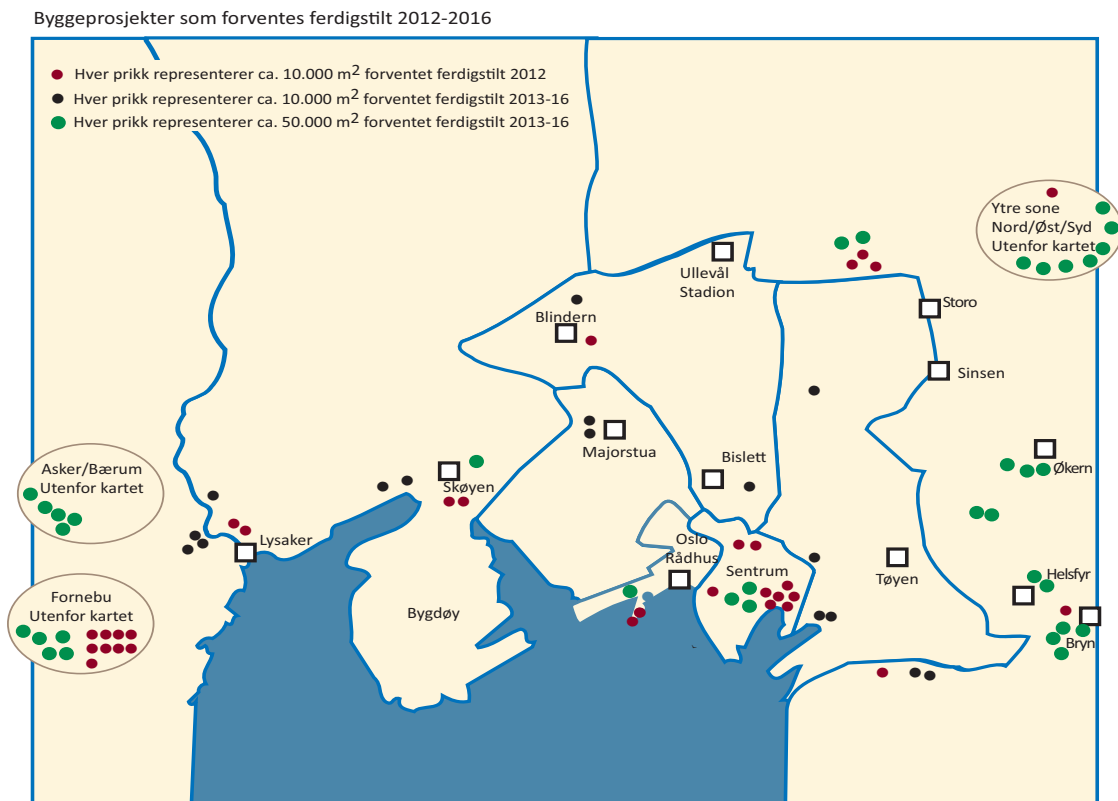 Byggeprosjekter som forventes ferdigstilt 2012-2016
Hver prikk representerer ca. 10.000 m2 forventet ferdigstilt 2012
Hver prikk representerer ca. 10.000 m2 forventet ferdigstilt 2013-16
Hver prikk representerer ca. 50.000 m2 forventet ferdigstilt 2013-16
Ytre sone
Nord/Øst/Syd
Utenfor kartet
Ullevål
Stadion
Storo
Blindern
Sinsen
Majorstua
Bislett
Økern
Asker/Bærum
Utenfor kartet
Skøyen
Lysaker
Oslo
Rådhus
Sentrum
Tøyen
Helsfyr
Fornebu
Utenfor kartet
Bygdøy
Bryn